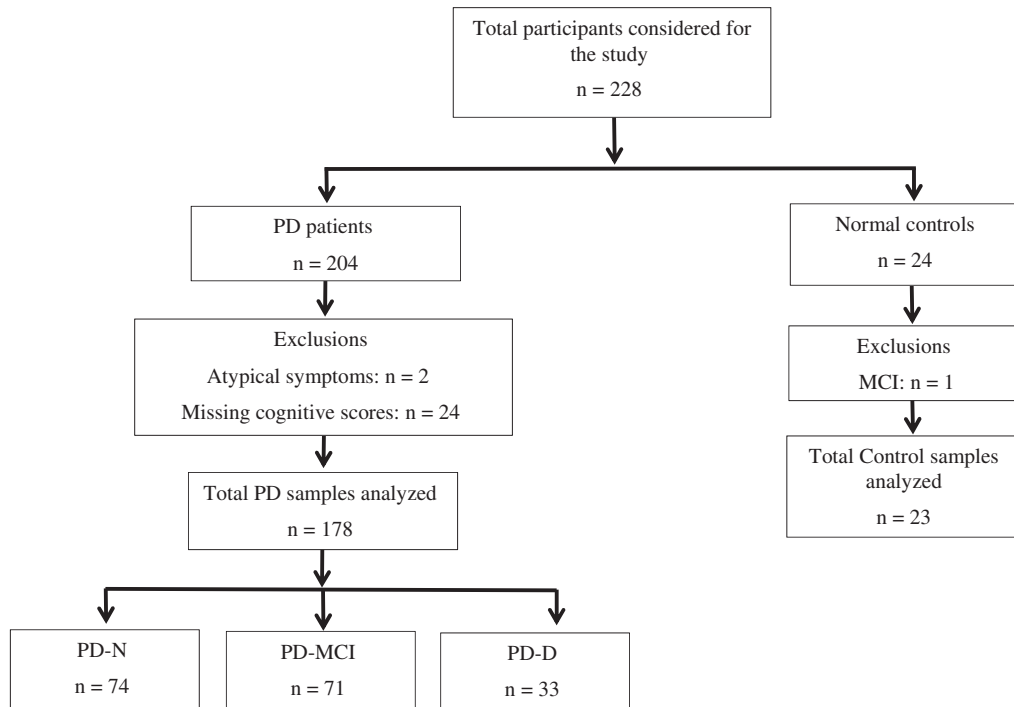 Total participants considered for
the study
n = 228
PD patients
n = 204
Normal controls
n = 24
Exclusions
Atypical symptoms: n = 2
Missing cognitive scores: n = 24
Exclusions
MCI: n = 1
Total PD samples analyzed
n = 178
Total Control samples
analyzed
n = 23
PD-N
n = 74
PD-MCI
n = 71
PD-D
n = 33